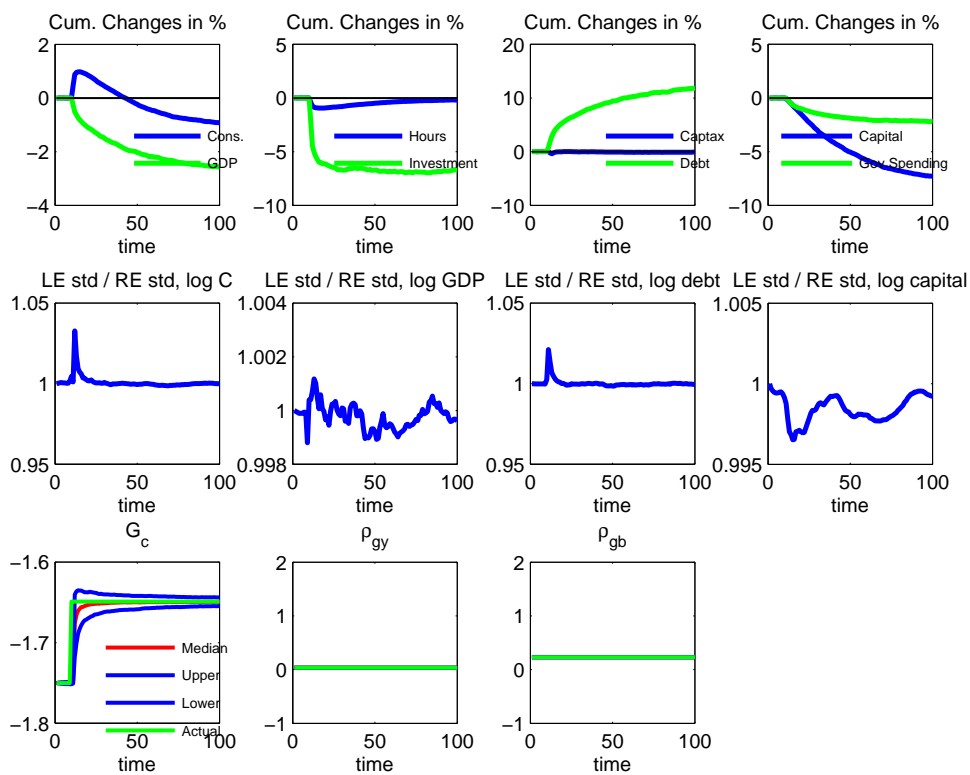 Cum. Changes in %
Cum. Changes in %
Cum. Changes in %
Cum. Changes in %
2
0
−2
−4
Cons.
GDP
0 50 100
time
5
0
−5
−10
Hours
Investment
0 50 100
time
20
10
0
−10
Captax
Debt
0 50 100
time
5
0
−5
−10
Capital
Gov.Spending
0 50 100
time
LE std / RE std, log C
LE std / RE std, log GDP
LE std / RE std, log debt
LE std / RE std, log capital
1.05
1
0.95
0 50 100
time
1.004
1.002
1
0.998
0 50 100
time
1.05
1
0.95
0 50 100
time
1.005
1
0.995
0 50 100
time
G_c
−1.6
−1.7
−1.8
Median
Upper
Lower
Actual
0 50 100
time
ρ_gy
2
1
0
−1
0 50 100
time
ρ_gb
2
1
0
−1
0 50 100
time